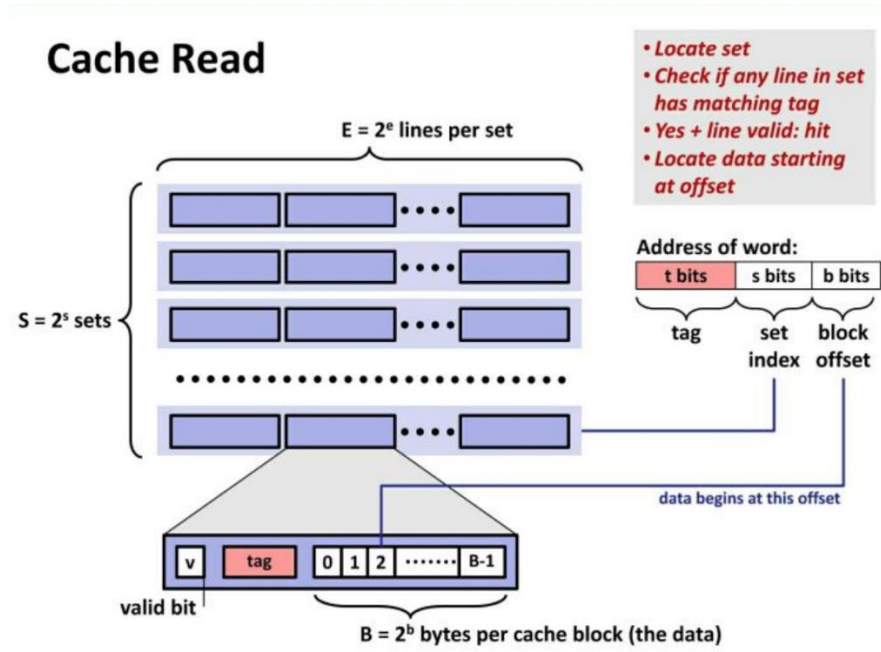 Cache Read
• Locate set
• Check if any line in set
has matching tag
• Yes + line valid: hit
• Locate data starting
at offset
E = 2ᵉ lines per set
S = 2ˢ sets
Address of word:
t bits s bits b bits
tag set index block offset
data begins at this offset
v tag 0 1 2 ······· B-1
valid bit
B = 2ᵇ bytes per cache block (the data)